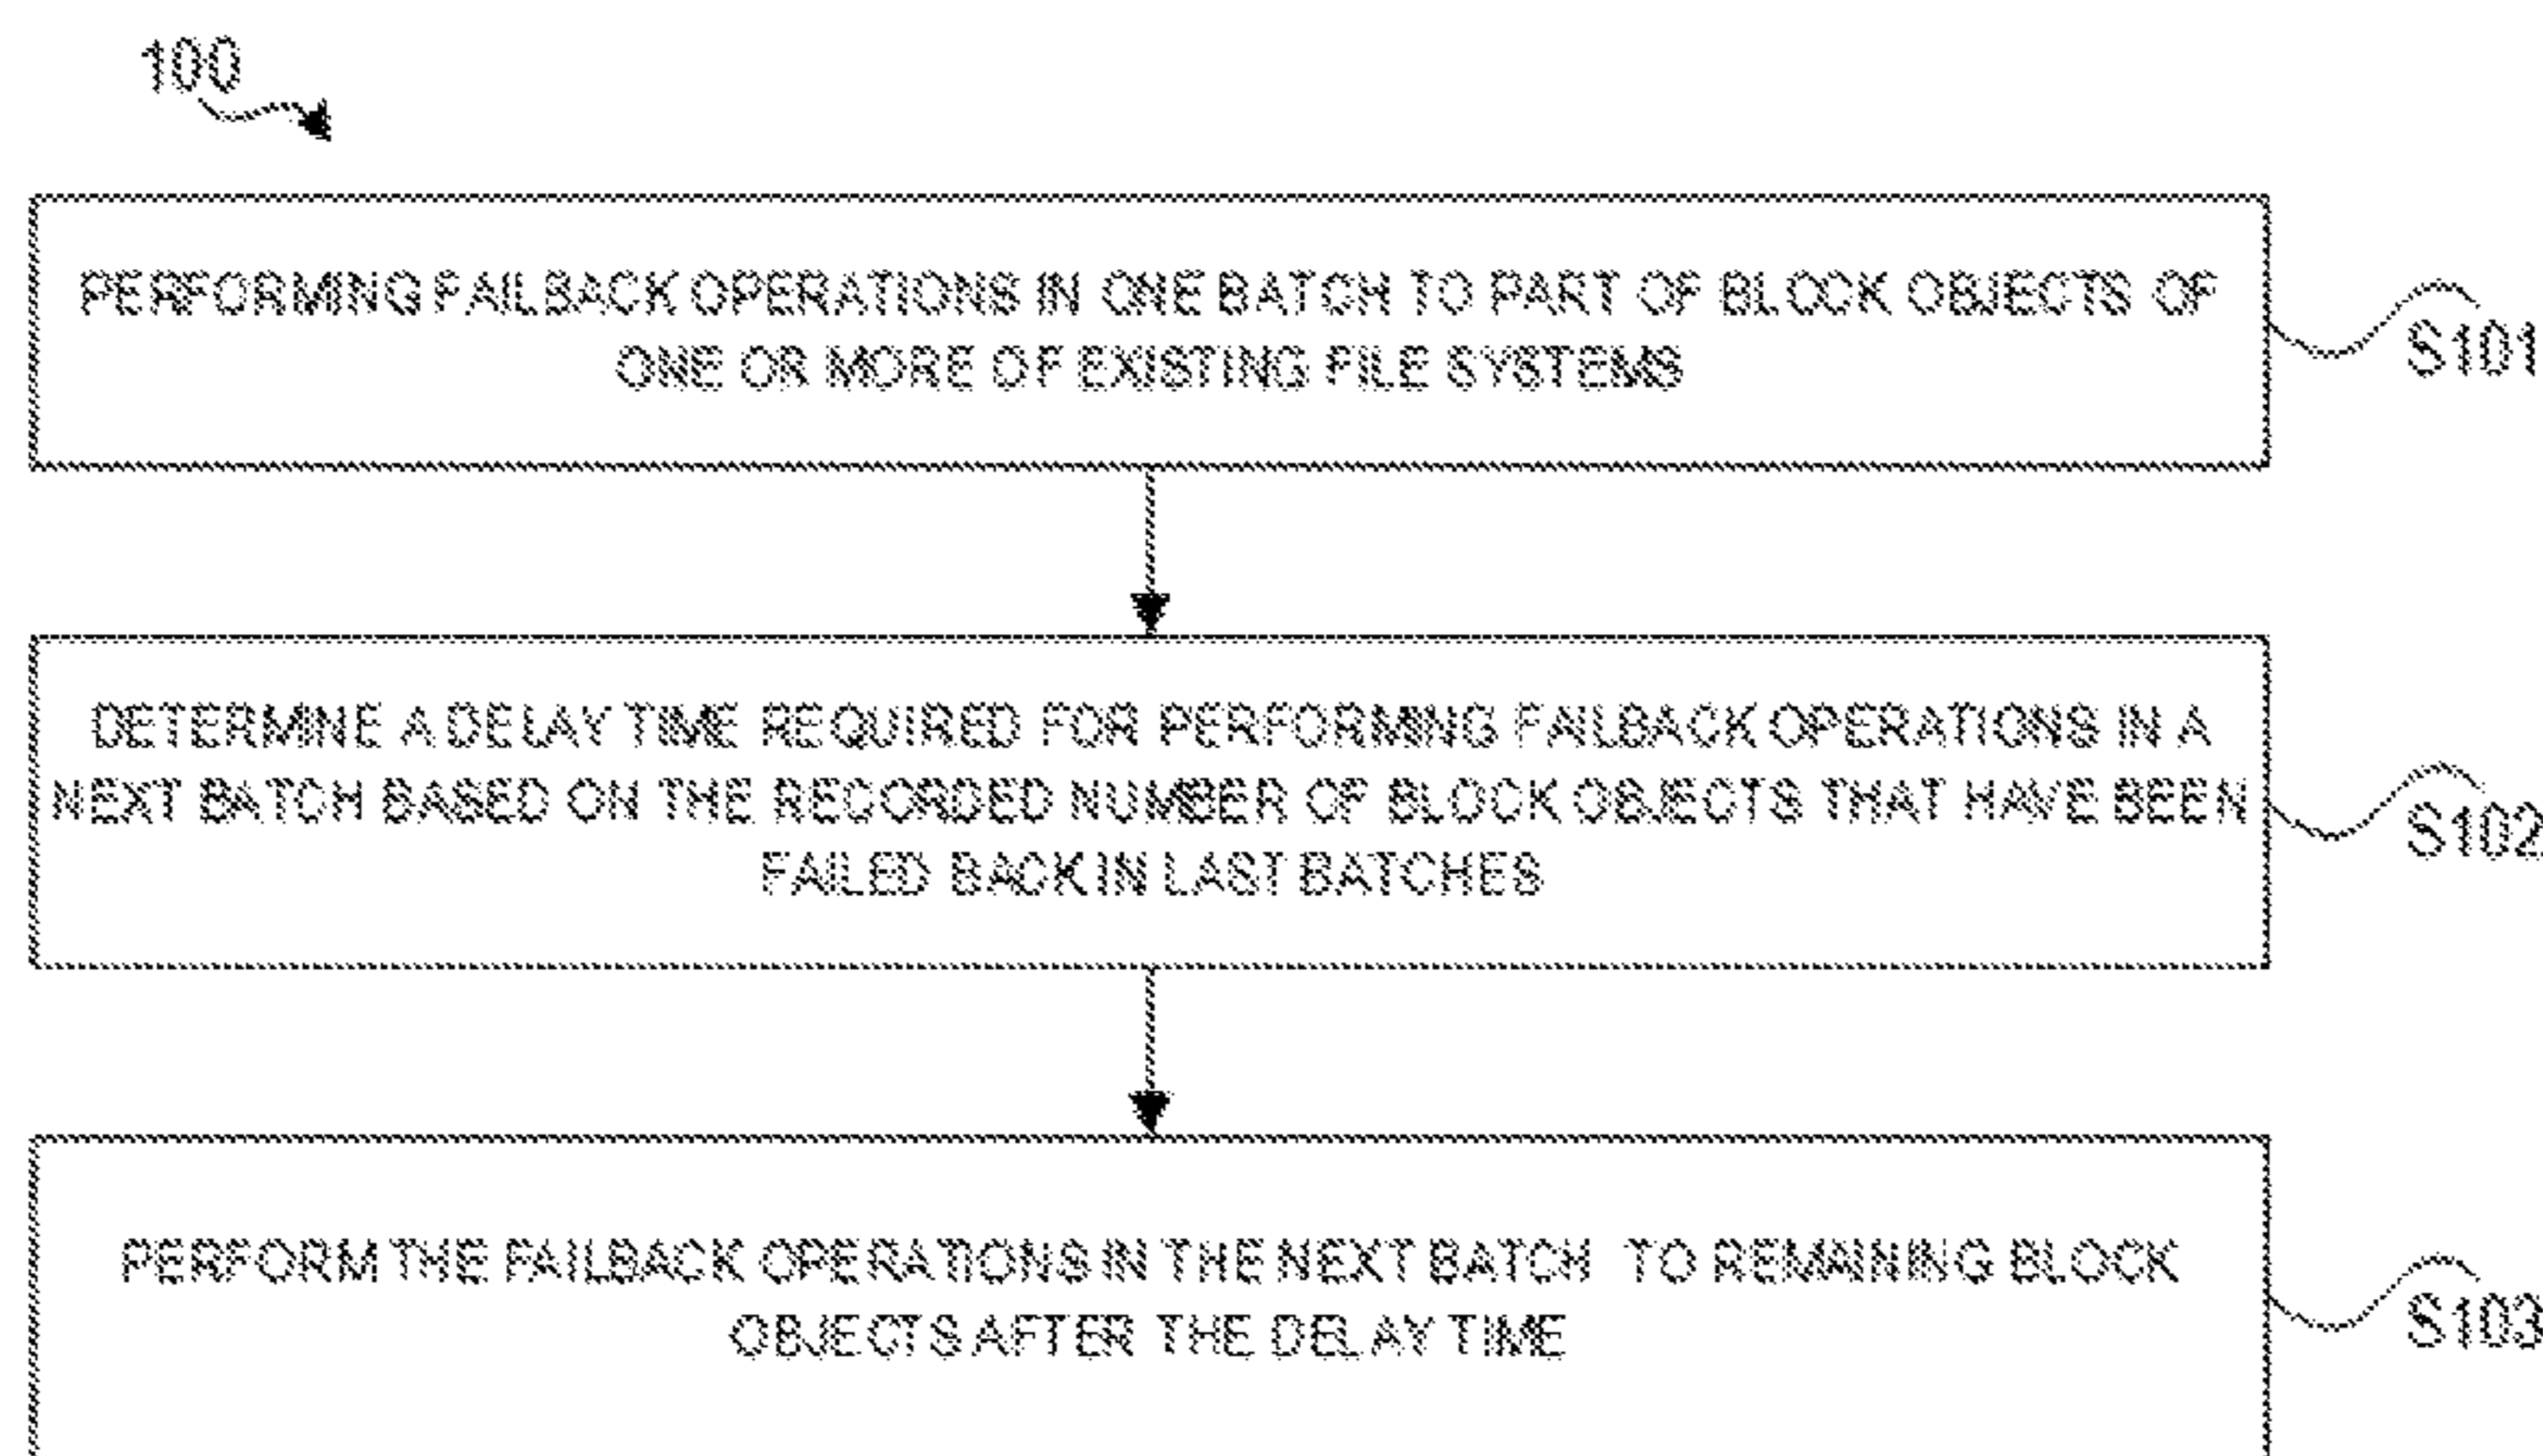 100
PERFORMING FAILBACK OPERATIONS IN ONE BATCH TO PART OF BLOCK OBJECTS OF
ONE OR MORE OF EXISTING FILE SYSTEMS
S101
DETERMINE A DELAY TIME REQUIRED FOR PERFORMING FAILBACK OPERATIONS IN A
NEXT BATCH BASED ON THE RECORDED NUMBER OF BLOCK OBJECTS THAT HAVE BEEN
FAILED BACK IN LAST BATCHES
S102
PERFORM THE FAILBACK OPERATIONS IN THE NEXT BATCH TO REMAINING BLOCK
OBJECTS AFTER THE DELAY TIME
S103